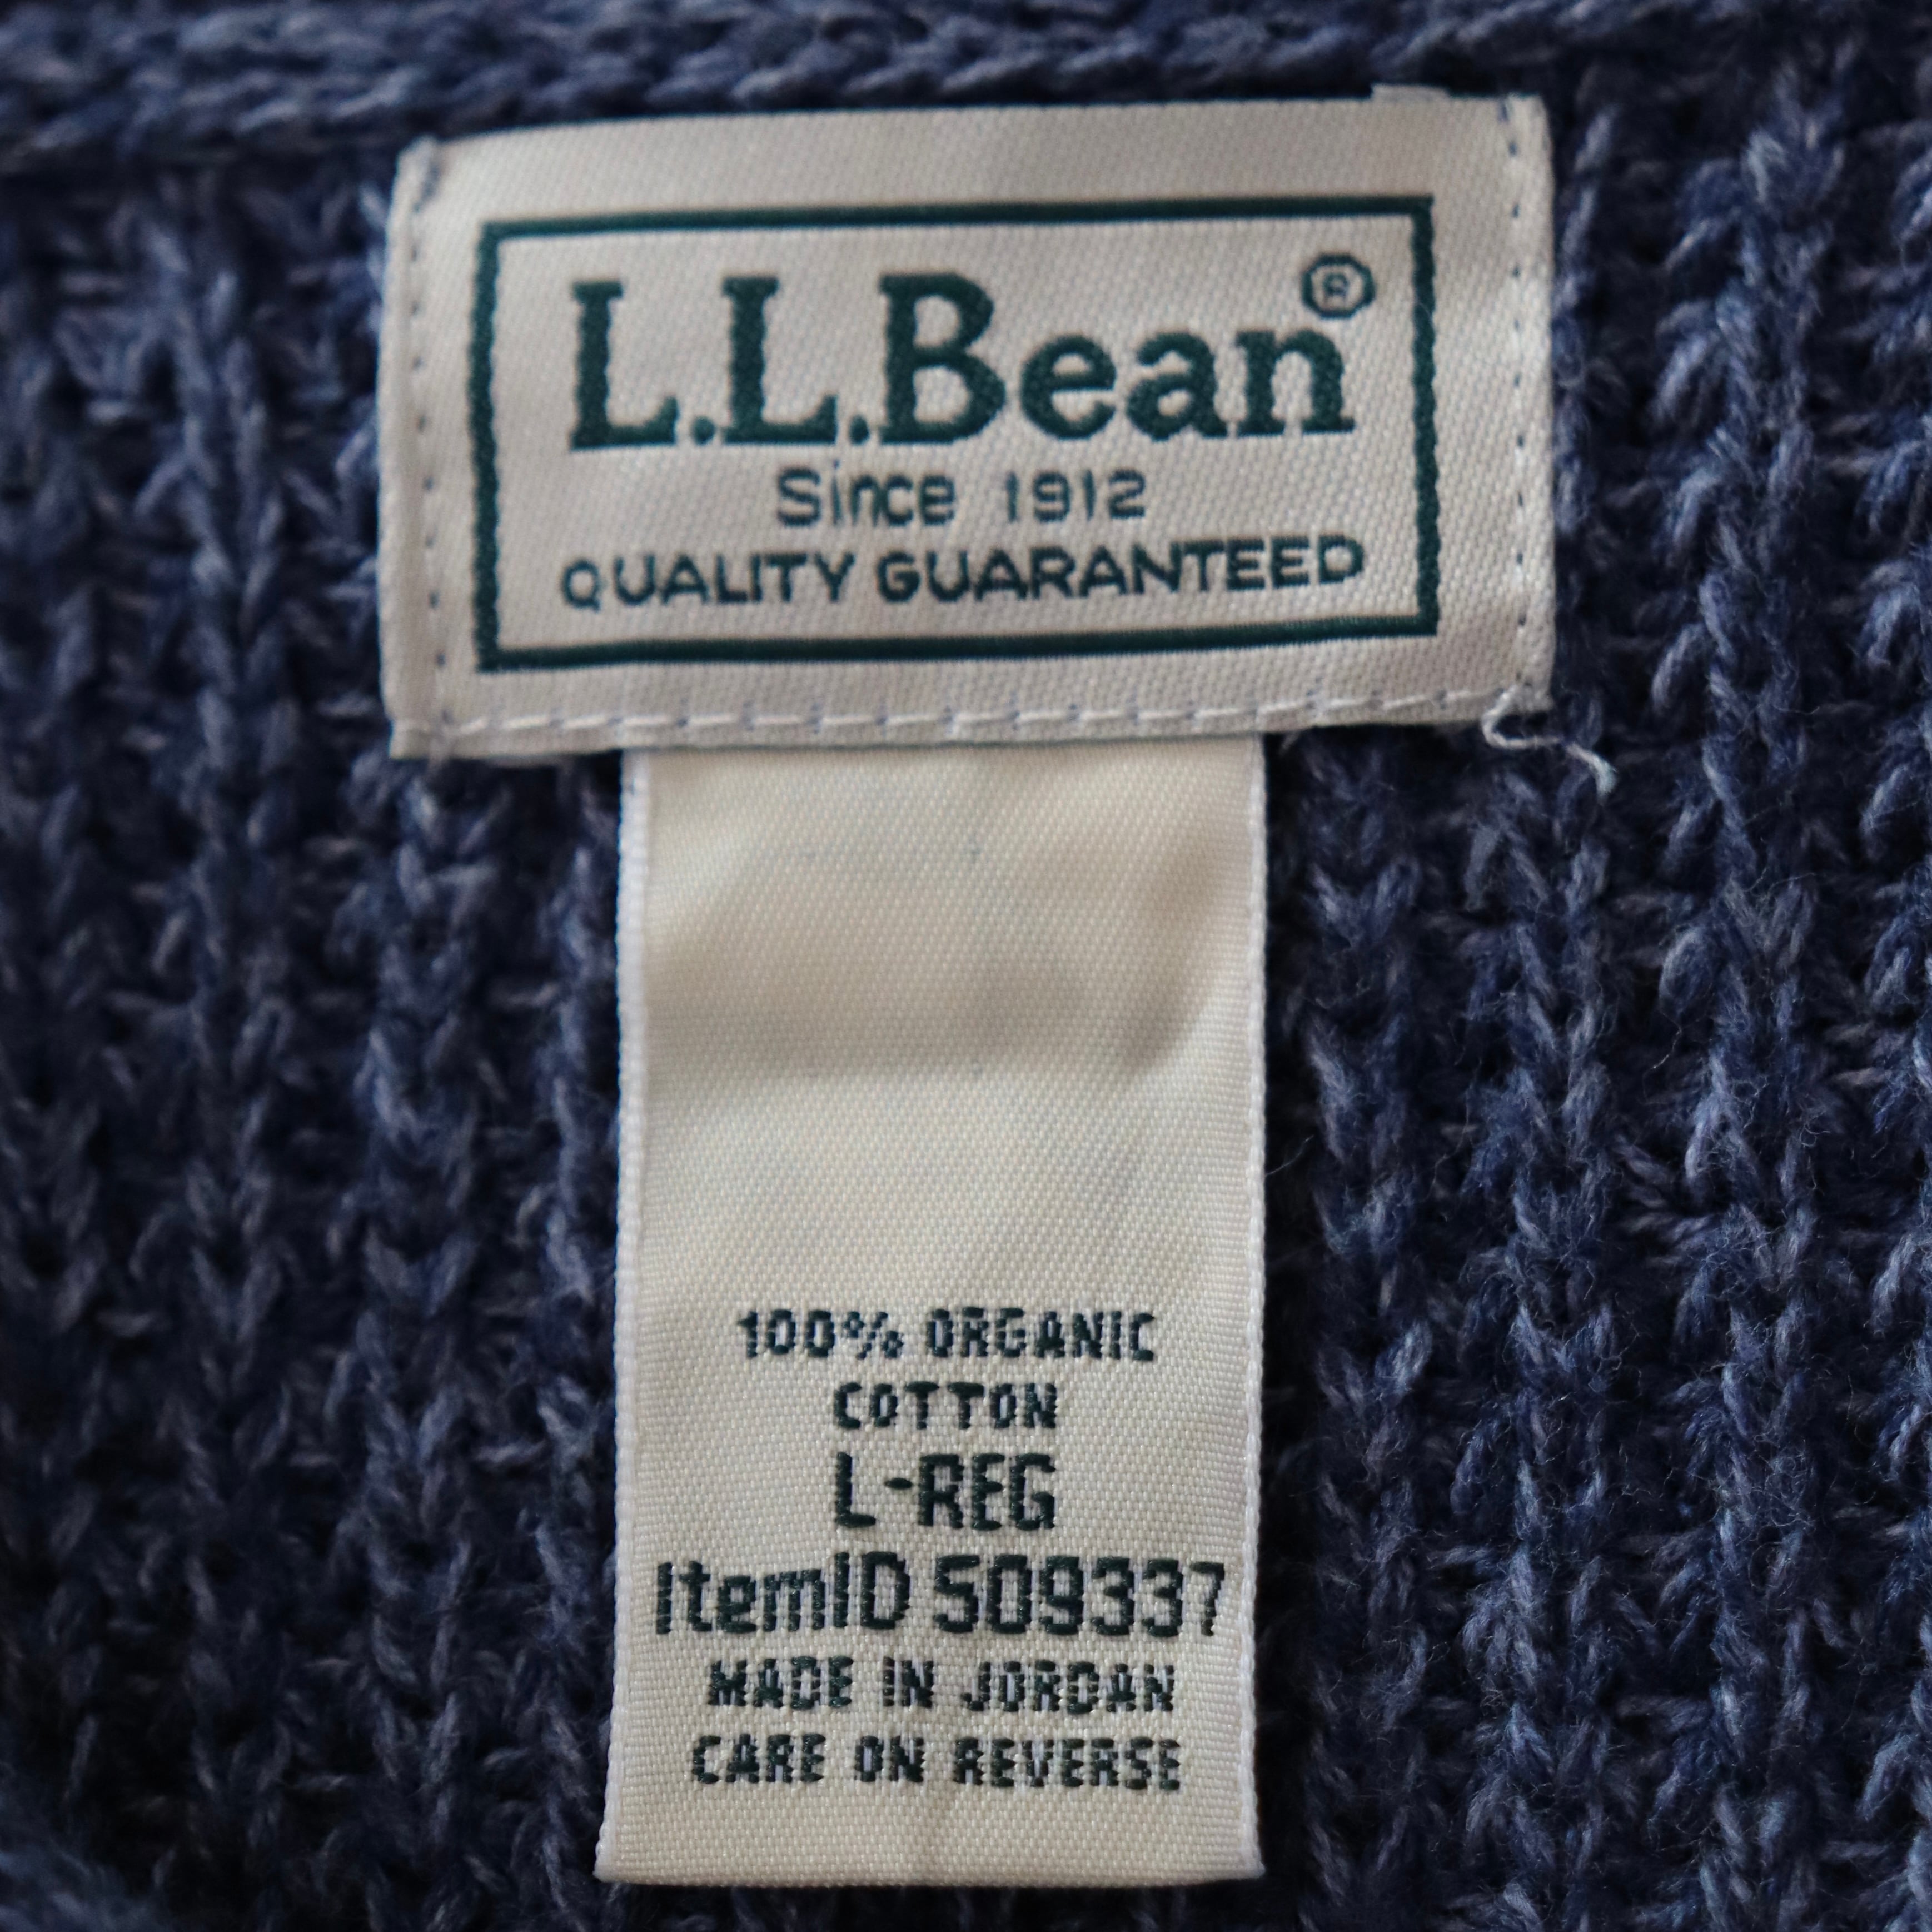 L.L.Bean®
Since 1912
QUALITY GUARANTEED
100% ORGANIC
COTTON
L-REG
ItemID 509337
MADE IN JORDAN
CARE ON REVERSE